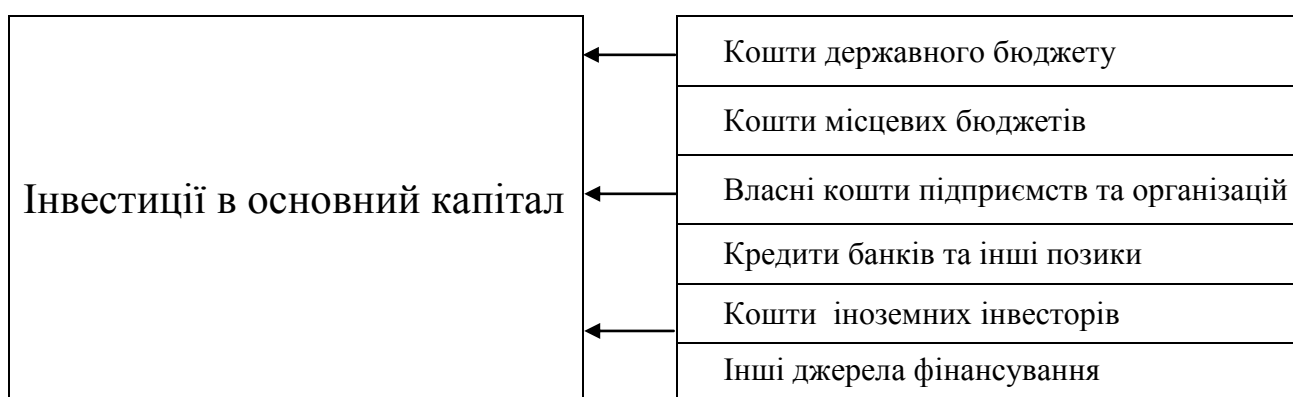 Інвестиції в основний капітал
Кошти державного бюджету
Кошти місцевих бюджетів
Власні кошти підприємств та організацій
Кредити банків та інші позики
Кошти іноземних інвесторів
Інші джерела фінансування